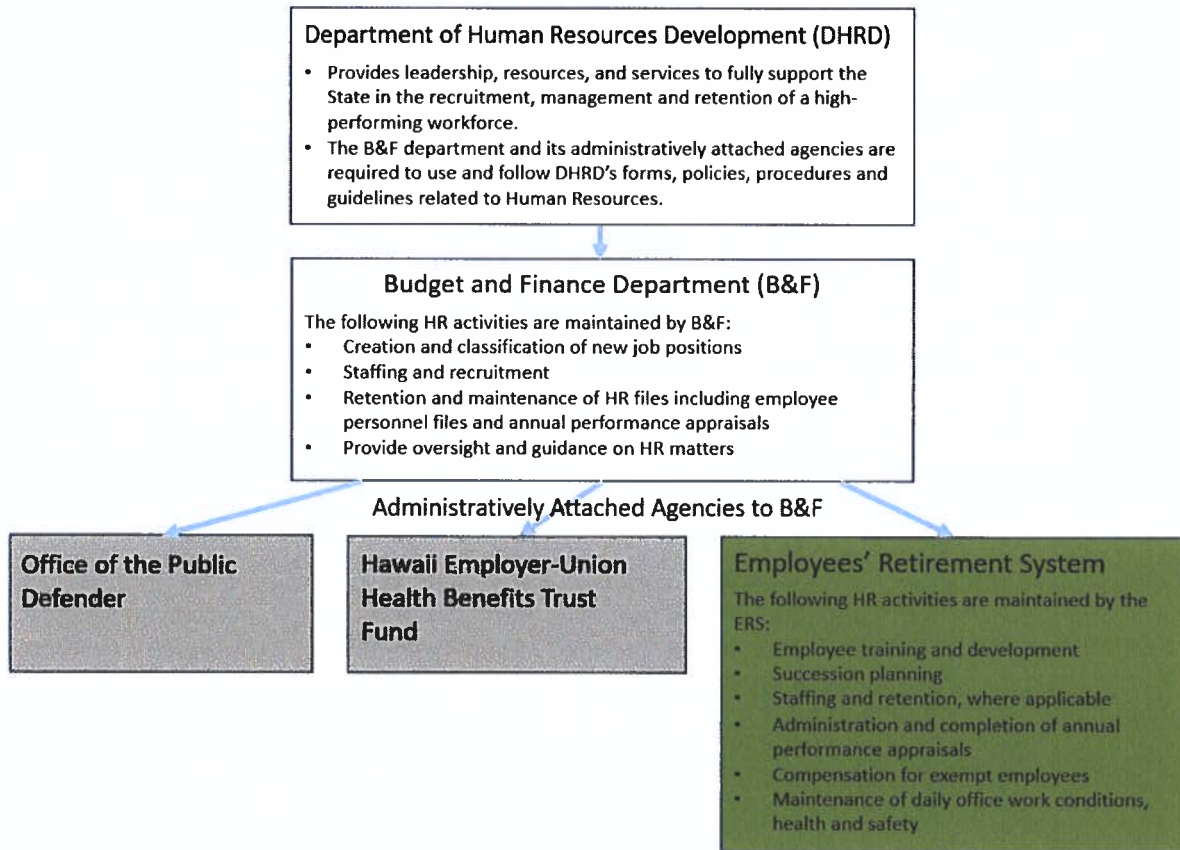 Department of Human Resources Development (DHRD)
• Provides leadership, resources, and services to fully support the
State in the recruitment, management and retention of a high-
performing workforce.
• The B&F department and its administratively attached agencies are
required to use and follow DHRD's forms, policies, procedures and
guidelines related to Human Resources.
Budget and Finance Department (B&F)
The following HR activities are maintained by B&F:
• Creation and classification of new job positions
• Staffing and recruitment
• Retention and maintenance of HR files including employee
personnel files and annual performance appraisals
• Provide oversight and guidance on HR matters
Administratively Attached Agencies to B&F
Office of the Public
Defender
Hawaii Employer-Union
Health Benefits Trust
Fund
Employees' Retirement System
The following HR activities are maintained by the
ERS:
• Employee training and development
• Succession planning
• Staffing and retention, where applicable
• Administration and completion of annual
performance appraisals
• Compensation for exempt employees
• Maintenance of daily office work conditions,
health and safety